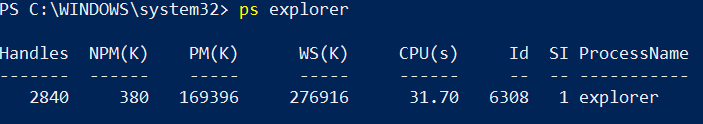 PS C:\WINDOWS\system32> ps explorer
Handles NPM(K) PM(K) WS(K) CPU(s) Id SI ProcessName
------- ------ ----- ----- ------ -- -- -----------
2840 380 169396 276916 31.70 6308 1 explorer